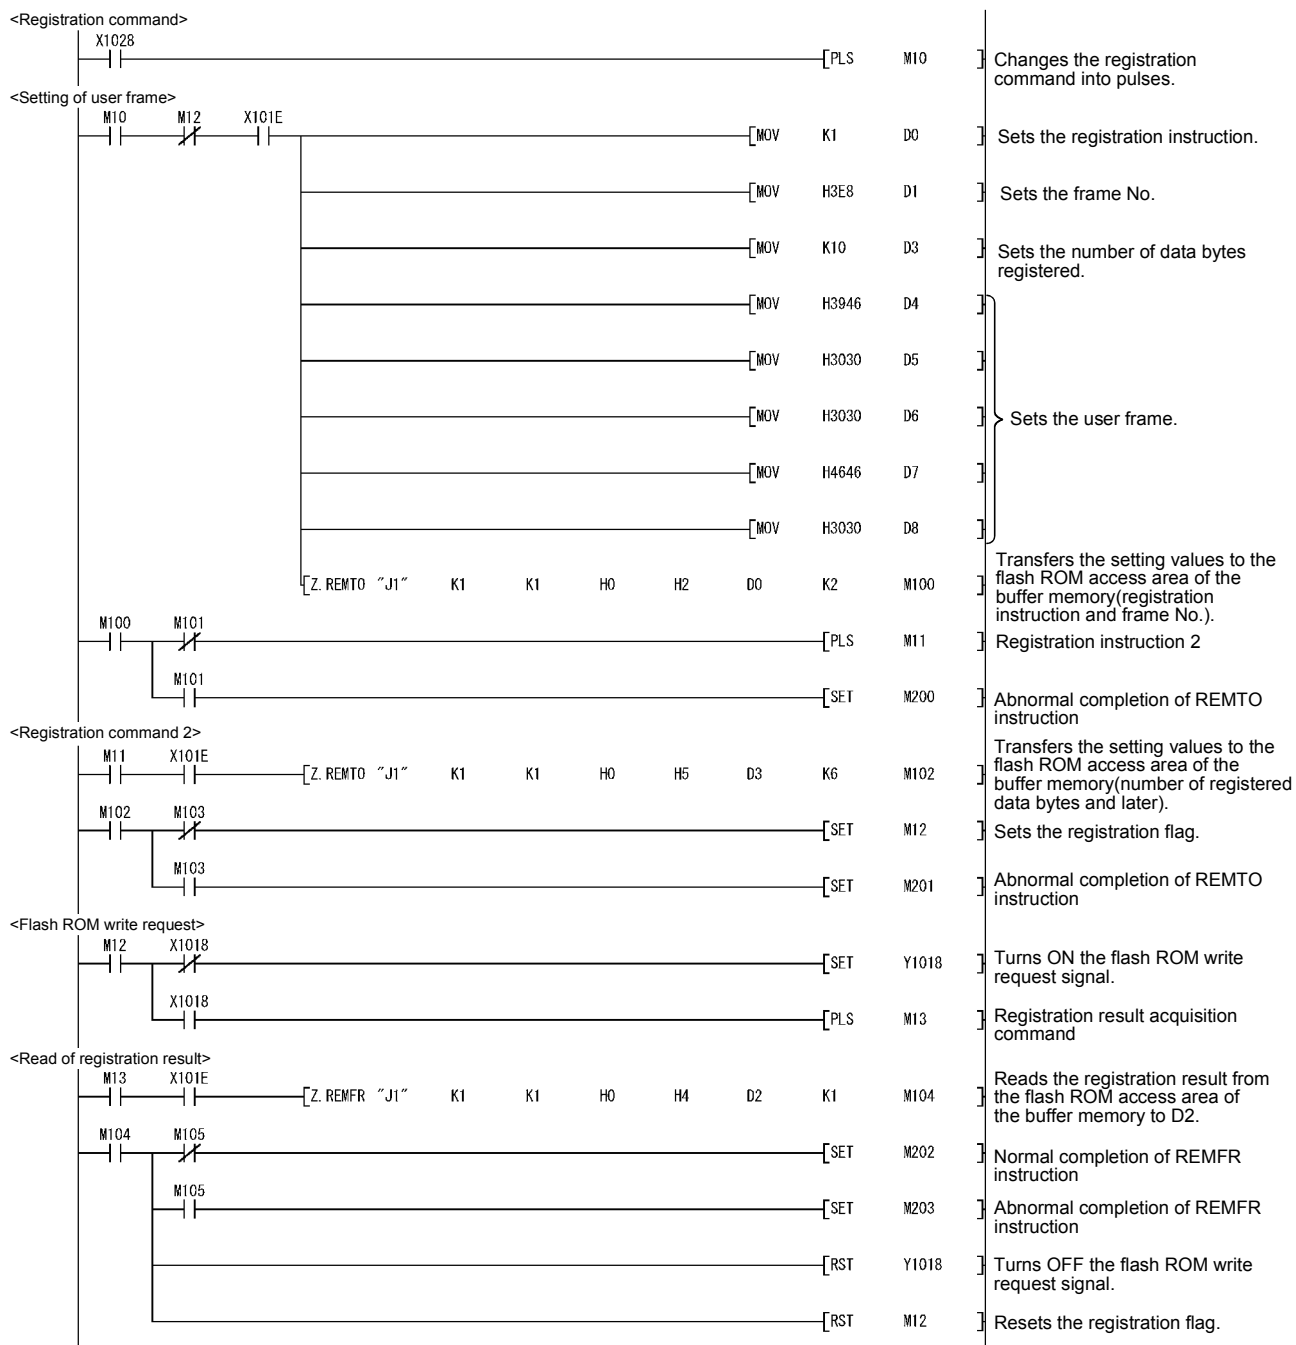 <Registration command>
X1028
[PLS M10 ] Changes the registration
command into pulses.
<Setting of user frame>
M10 M12 X101E
[MOV K1 D0 ] Sets the registration instruction.
[MOV H3E8 D1 ] Sets the frame No.
[MOV K10 D3 ] Sets the number of data bytes
registered.
[MOV H3946 D4 ]
[MOV H3030 D5 ]
[MOV H3030 D6 ] Sets the user frame.
[MOV H4646 D7 ]
[MOV H3030 D8 ]
[Z.REMTO "J1" K1 K1 H0 H2 D0 K2 M100 ] Transfers the setting values to the
flash ROM access area of the
buffer memory(registration
instruction and frame No.).
M100 M101
[PLS M11 ] Registration instruction 2
M101
[SET M200 ] Abnormal completion of REMTO
instruction
<Registration command 2>
M11 X101E
[Z.REMTO "J1" K1 K1 H0 H5 D3 K6 M102 ] Transfers the setting values to the
flash ROM access area of the
buffer memory(number of registered
data bytes and later).
M102 M103
[SET M12 ] Sets the registration flag.
M103
[SET M201 ] Abnormal completion of REMTO
instruction
<Flash ROM write request>
M12 X1018
[SET Y1018 ] Turns ON the flash ROM write
request signal.
X1018
[PLS M13 ] Registration result acquisition
command
<Read of registration result>
M13 X101E
[Z.REMFR "J1" K1 K1 H0 H4 D2 K1 M104 ] Reads the registration result from
the flash ROM access area of
the buffer memory to D2.
M104 M105
[SET M202 ] Normal completion of REMFR
instruction
M105
[SET M203 ] Abnormal completion of REMFR
instruction
[RST Y1018 ] Turns OFF the flash ROM write
request signal.
[RST M12 ] Resets the registration flag.